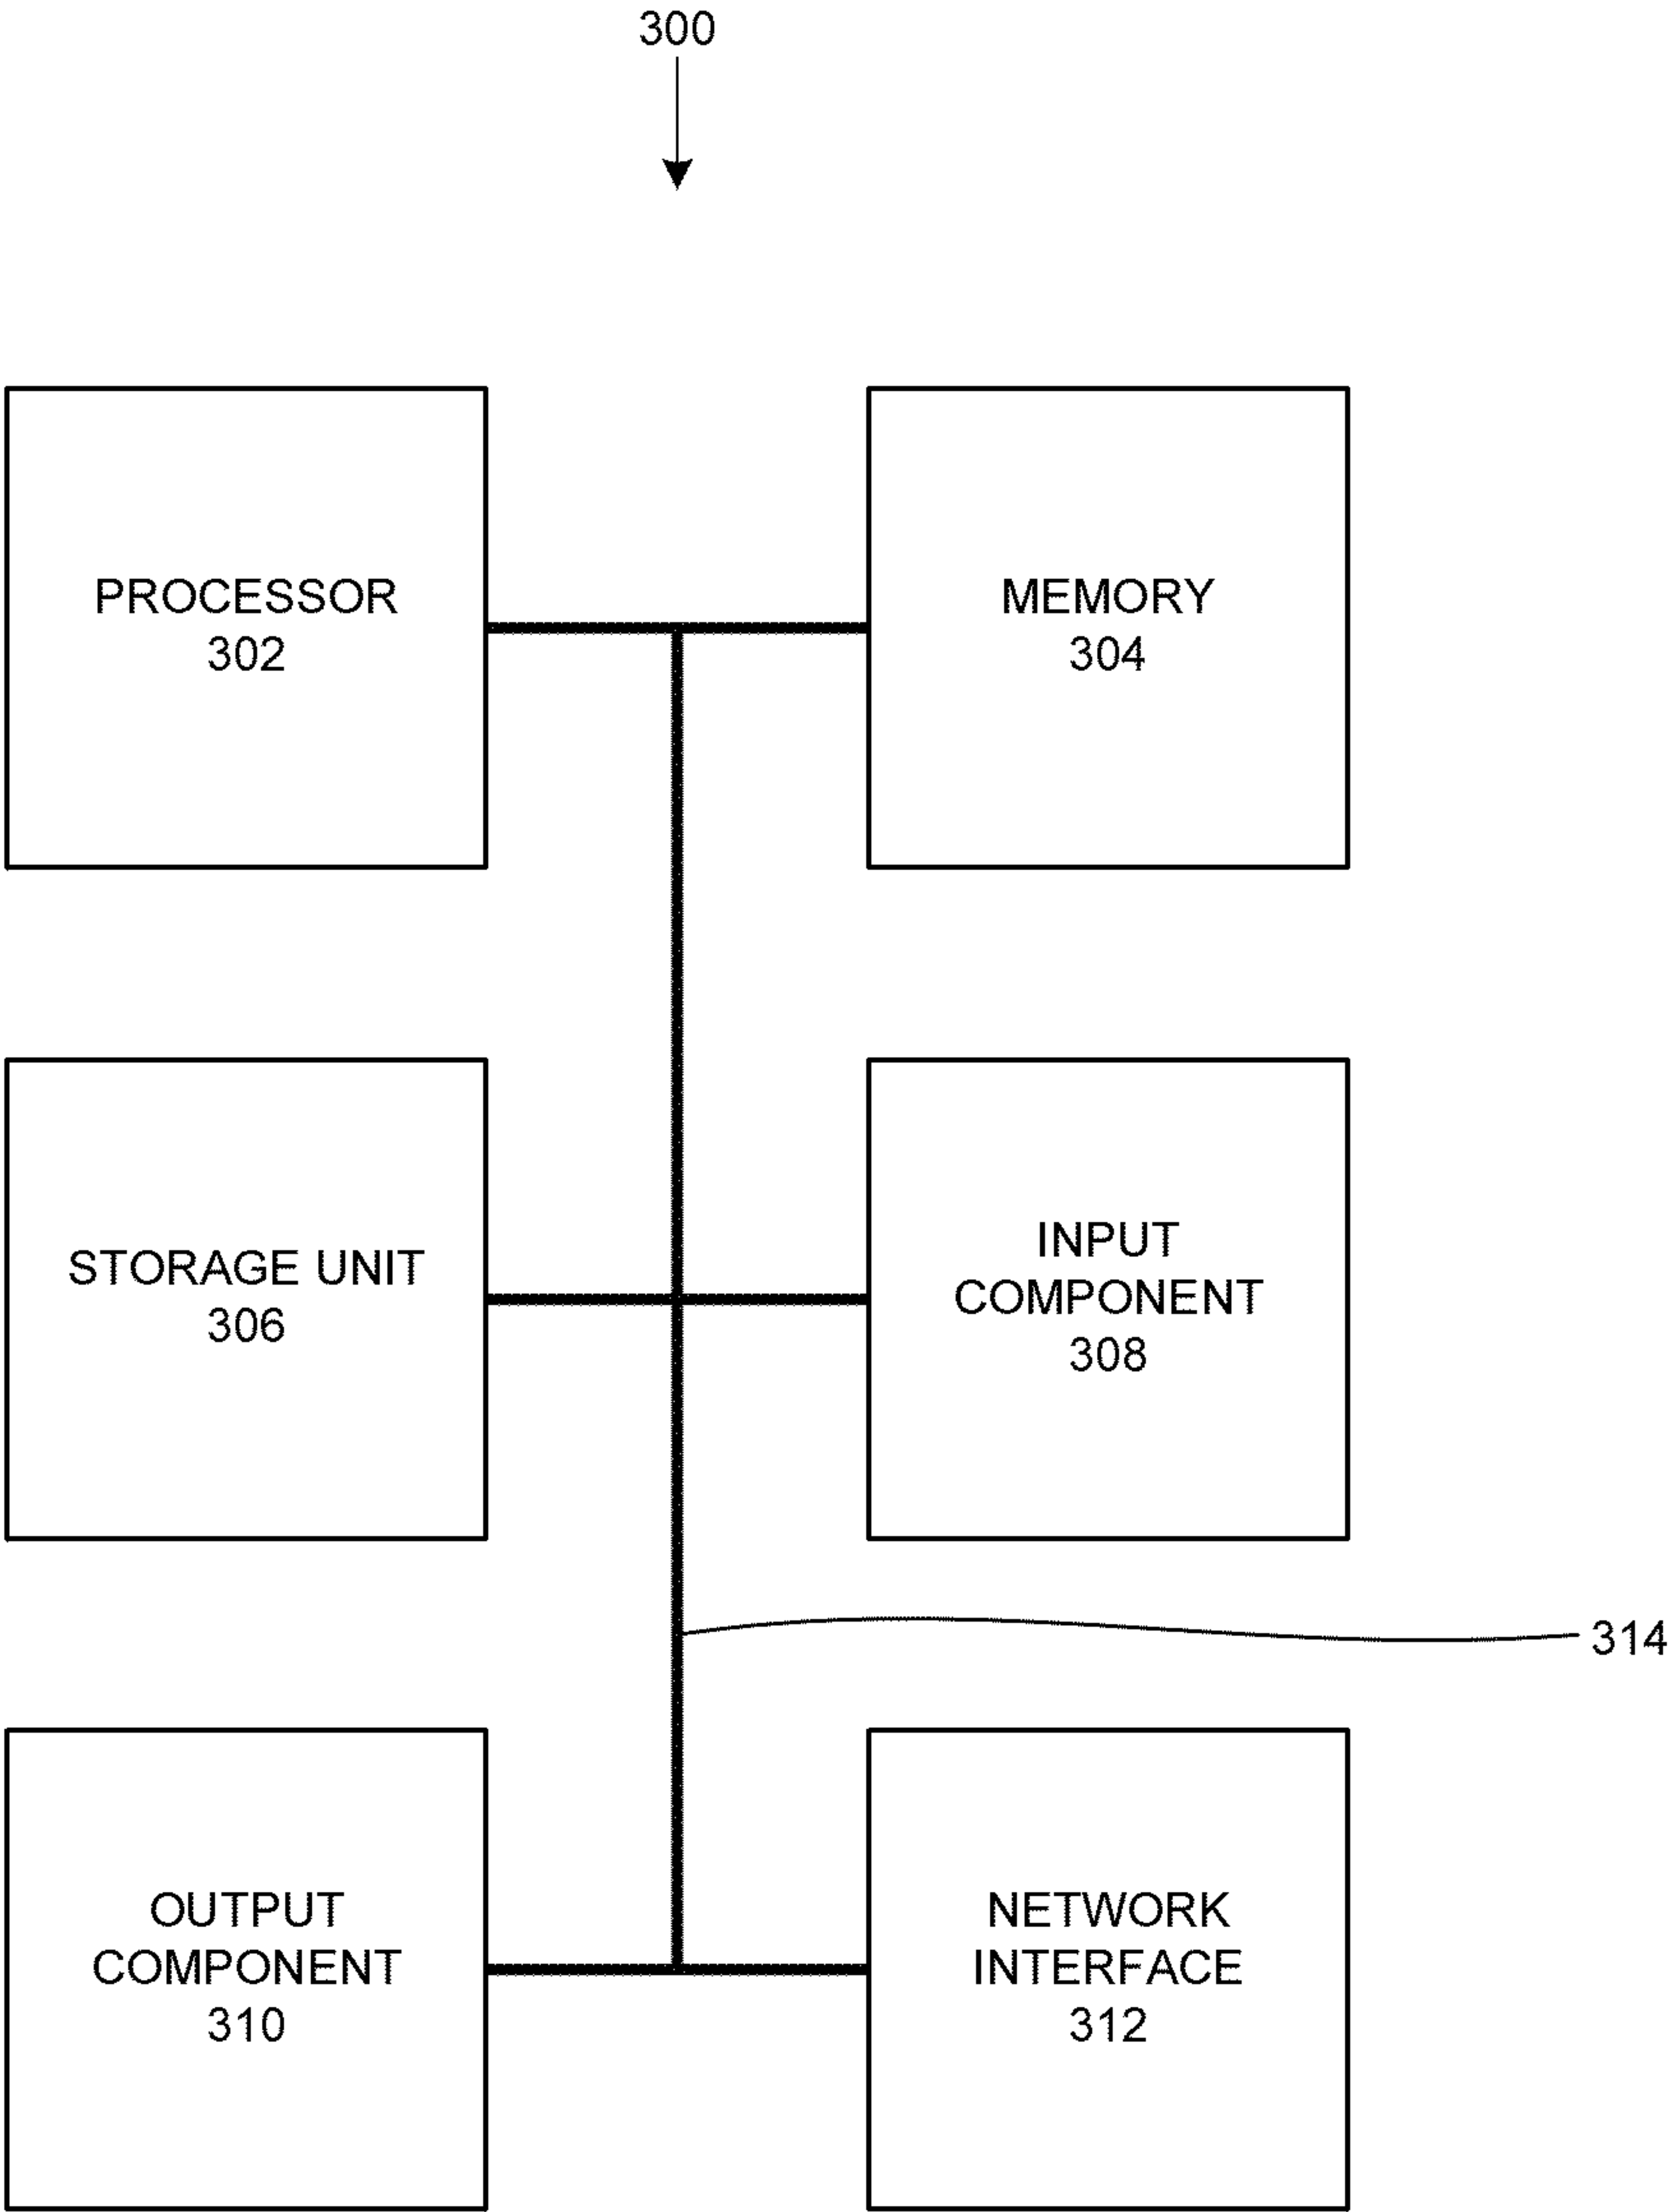 300
PROCESSOR
302
MEMORY
304
STORAGE UNIT
306
INPUT
COMPONENT
308
314
OUTPUT
COMPONENT
310
NETWORK
INTERFACE
312